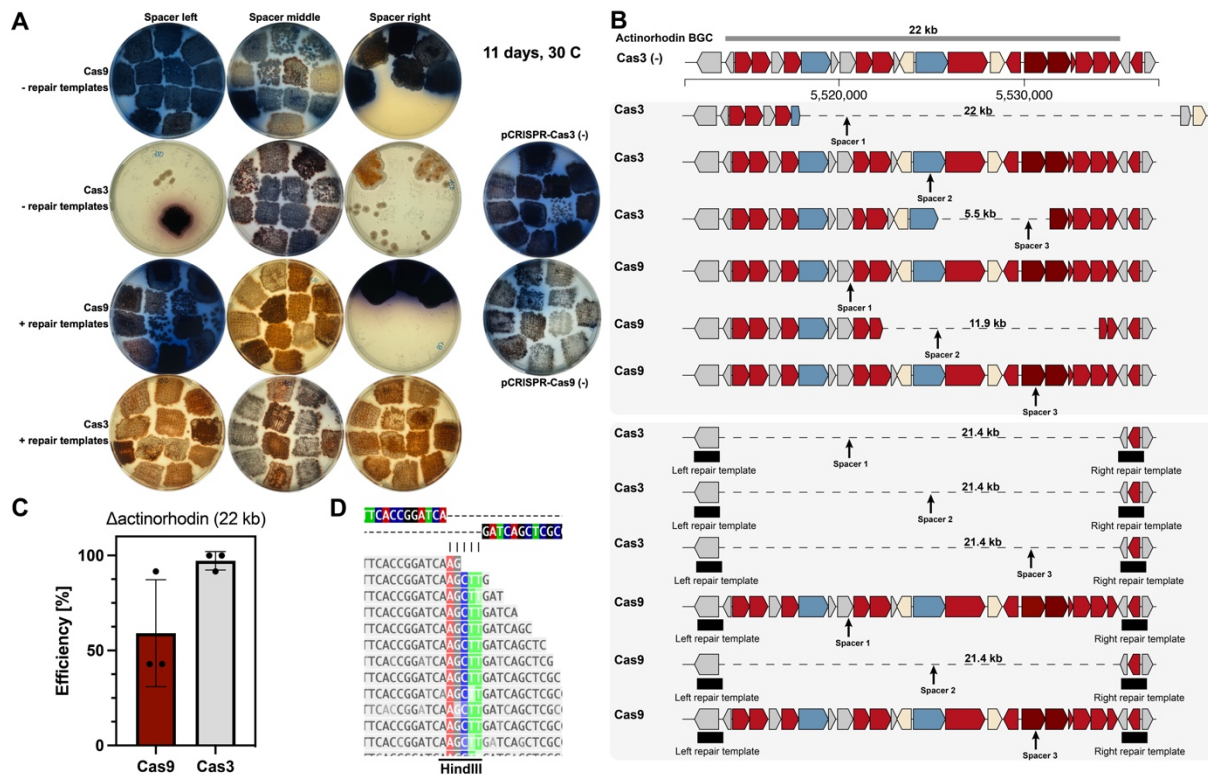 A
Spacer left
Spacer middle
Spacer right
11 days, 30 C
Cas9
- repair templates
Cas3
- repair templates
pCRISPR-Cas3 (-)
Cas9
+ repair templates
pCRISPR-Cas9 (-)
Cas3
+ repair templates
B
22 kb
Actinorhodin BGC
Cas3 (-)
5,520,000
5,530,000
Cas3
22 kb
Spacer 1
Cas3
Spacer 2
Cas3
5.5 kb
Spacer 3
Cas9
Spacer 1
Cas9
11.9 kb
Spacer 2
Cas9
Spacer 3
Cas3
21.4 kb
Left repair template
Spacer 1
Right repair template
Cas3
21.4 kb
Left repair template
Spacer 2
Right repair template
Cas3
21.4 kb
Left repair template
Spacer 3
Right repair template
Cas9
Left repair template
Spacer 1
Right repair template
Cas9
21.4 kb
Left repair template
Spacer 2
Right repair template
Cas9
Left repair template
Spacer 3
Right repair template
C
Δactinorhodin (22 kb)
Efficiency [%]
100
50
0
Cas9
Cas3
D
TTCACCGGATCA
GATCAGCTCGC
TTCACCGGATCAAG
TTCACCGGATCAAGCTTG
TTCACCGGATCAAGCTTGAT
TTCACCGGATCAAGCTTGATCA
TTCACCGGATCAAGCTTGATCAGC
TTCACCGGATCAAGCTTGATCAGCTC
TTCACCGGATCAAGCTTGATCAGCTCG
TTCACCGGATCAAGCTTGATCAGCTCGC
TTCACCGGATCAAGCTTGATCAGCTCGC
TTCACCGGATCAAGCTTGATCAGCTCGC
TTCACCGGATCAAGCTTGATCAGCTCGC
TTCACCGGATCAAGCTTGATCAGCTCGC
HindIII